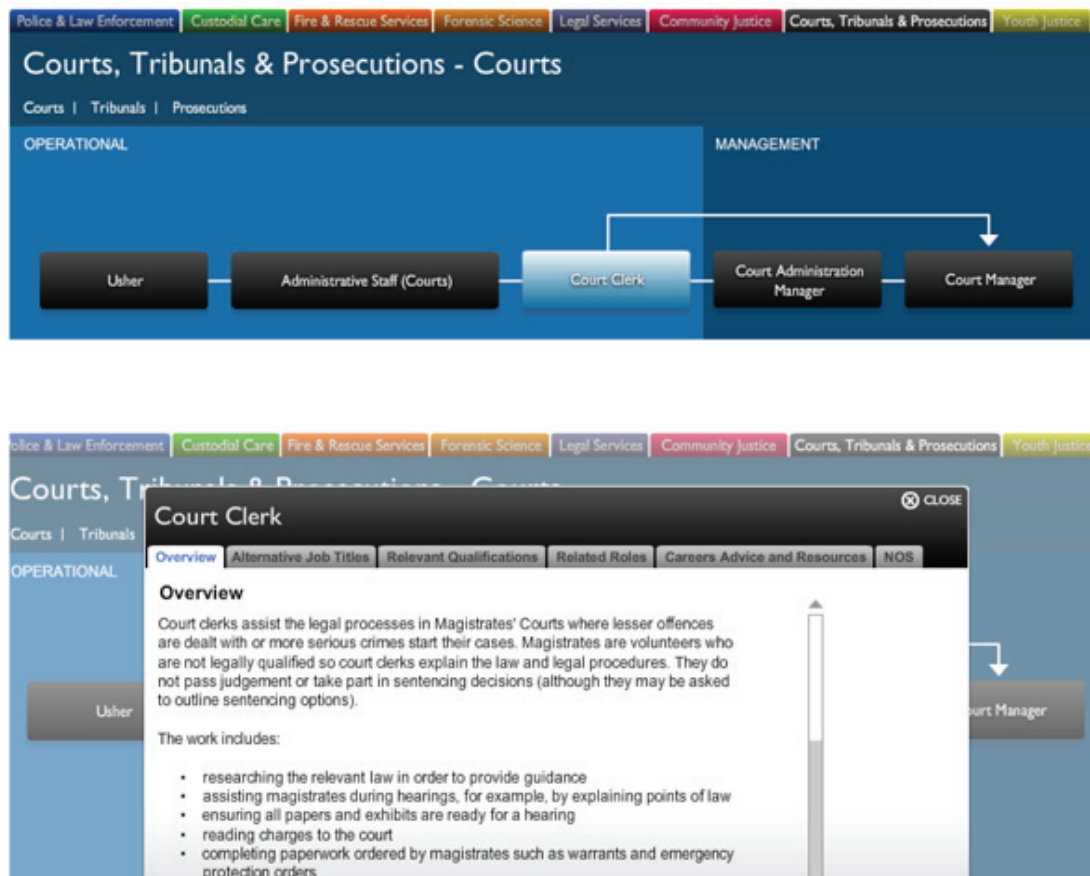 Police & Law Enforcement Custodial Care Fire & Rescue Services Forensic Science Legal Services Community Justice Courts, Tribunals & Prosecutions Youth Justice
Courts, Tribunals & Prosecutions - Courts
Courts | Tribunals | Prosecutions
OPERATIONAL
MANAGEMENT
Usher
Administrative Staff (Courts)
Court Clerk
Court Administration
Manager
Court Manager
olice & Law Enforcement Custodial Care Fire & Rescue Services Forensic Science Legal Services Community Justice Courts, Tribunals & Prosecutions Youth Justice
Courts, Tribunals & Prosecutions - Courts
Courts | Tribunals
OPERATIONAL
Court Clerk
CLOSE
Overview Alternative Job Titles Relevant Qualifications Related Roles Careers Advice and Resources NOS
Overview
Court clerks assist the legal processes in Magistrates' Courts where lesser offences
are dealt with or more serious crimes start their cases. Magistrates are volunteers who
are not legally qualified so court clerks explain the law and legal procedures. They do
not pass judgement or take part in sentencing decisions (although they may be asked
to outline sentencing options).
The work includes:
• researching the relevant law in order to provide guidance
• assisting magistrates during hearings, for example, by explaining points of law
• ensuring all papers and exhibits are ready for a hearing
• reading charges to the court
• completing paperwork ordered by magistrates such as warrants and emergency
protection orders
Usher
ourt Manager